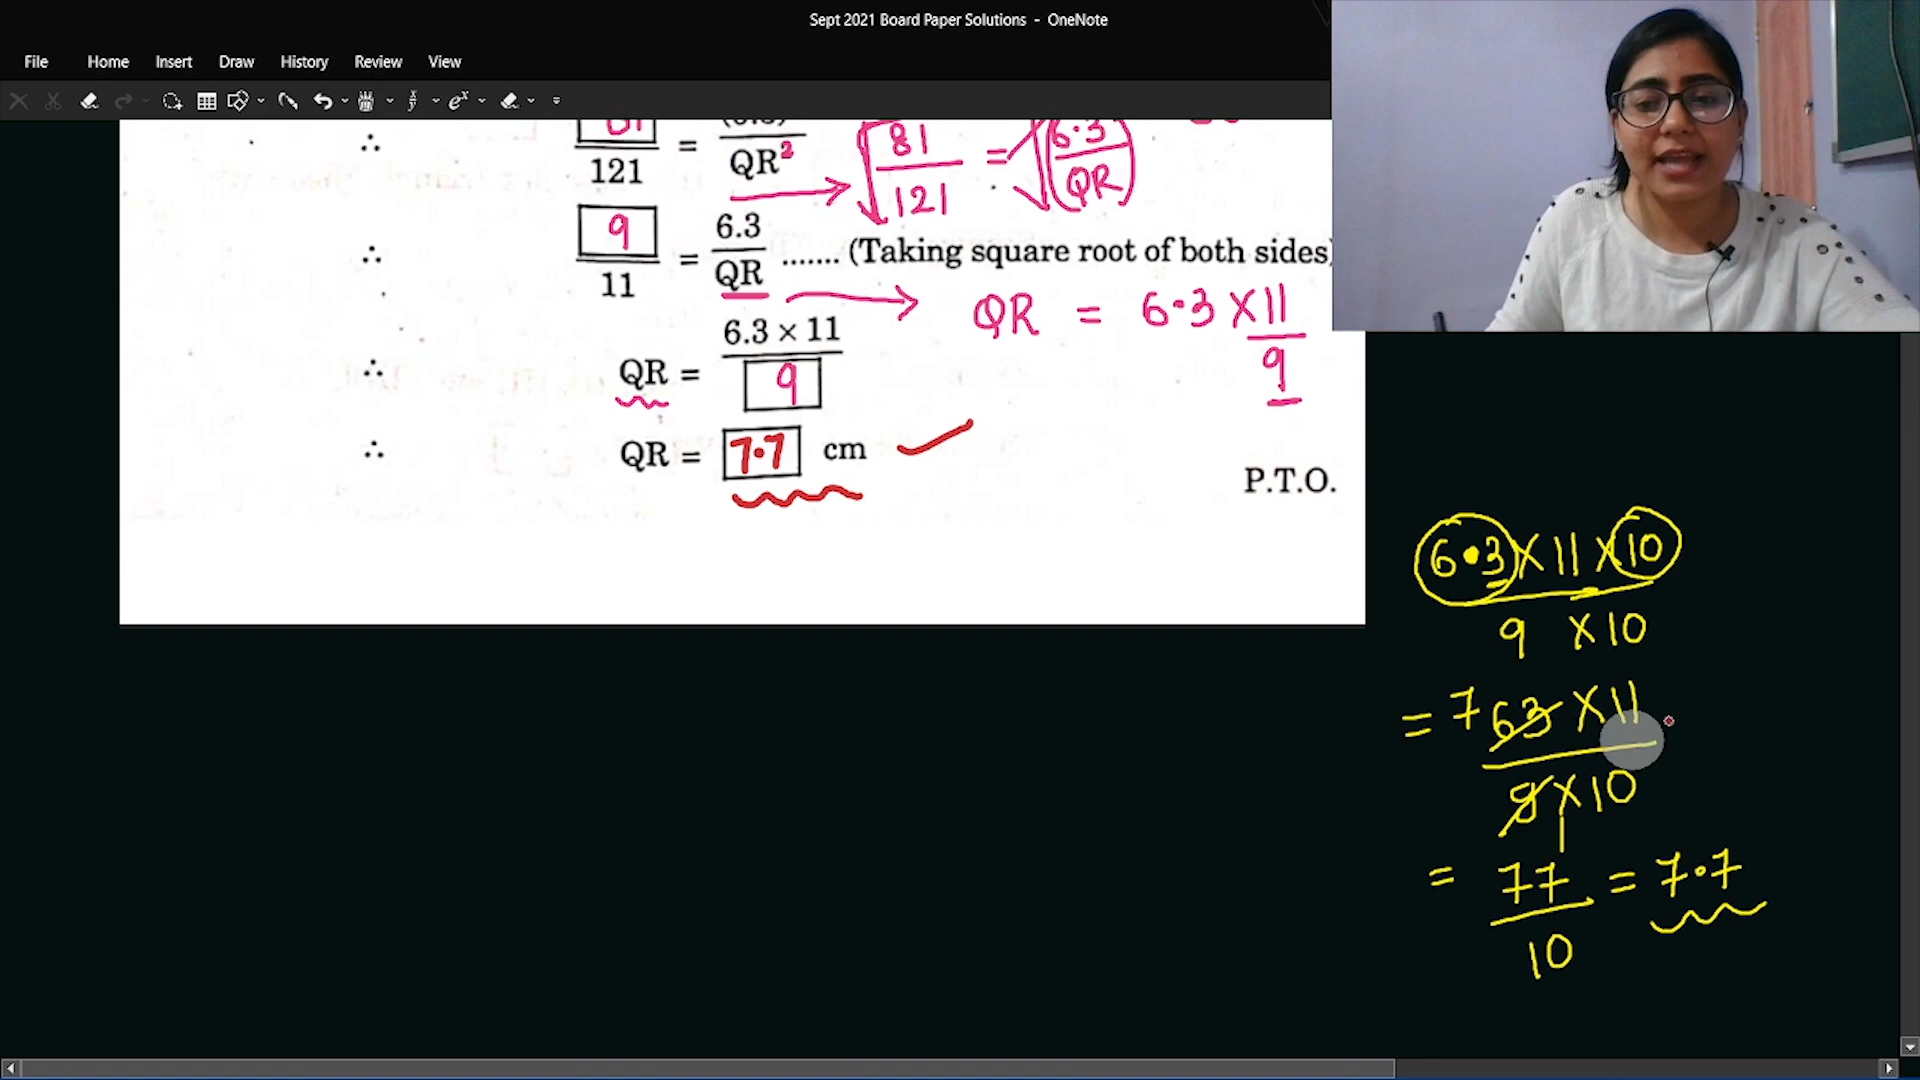 Sept 2021 Board Paper Solutions - OneNote
File Home Insert Draw History Review View
81
∴ 121 = QR² → √81/121 = √(6.3/QR)
∴ 9/11 = 6.3/QR ....... (Taking square root of both sides)
→ QR = 6.3 × 11/9
∴ QR = 6.3 × 11/9
∴ QR = 7.7 cm
P.T.O.
6.3 × 11 × 10
9 × 10
= 7 63 × 11
9 × 10
1
= 77/10 = 7.7